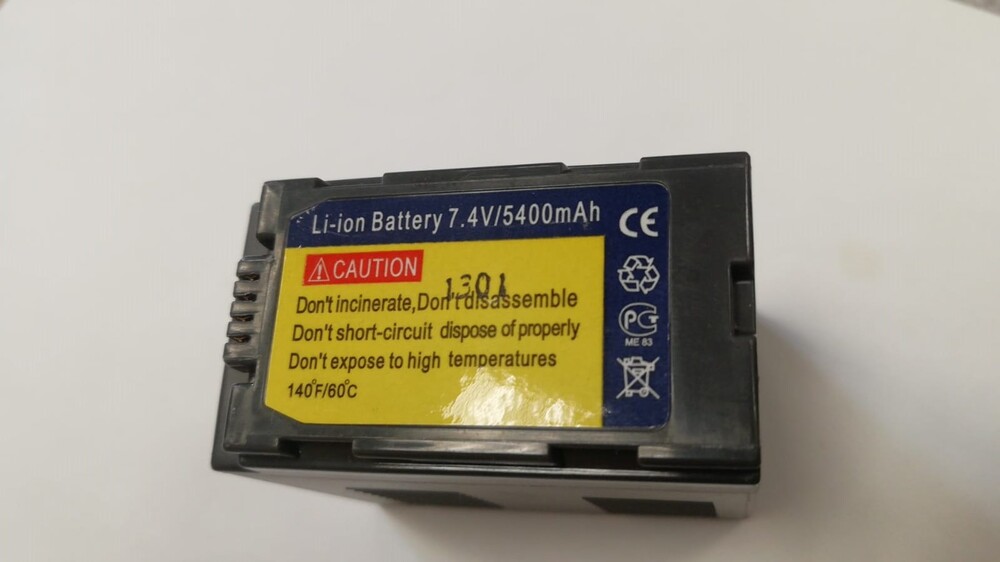 Li-ion Battery 7.4V/5400mAh
CE
⚠CAUTION
1301
Don't incinerate,Don't disassemble
Don't short-circuit dispose of properly
Don't expose to high temperatures
140°F/60°C
PG
ME 83